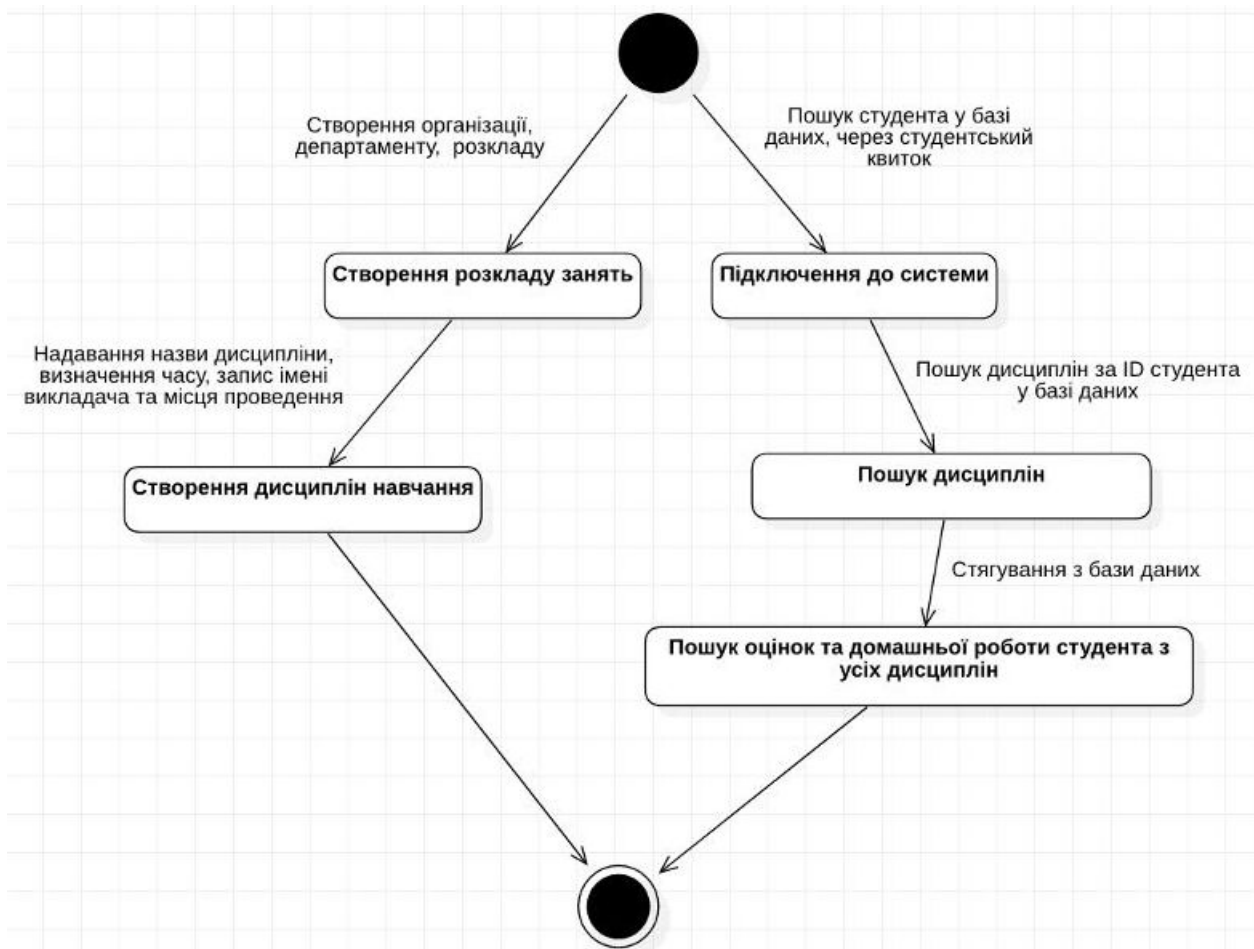 Створення організації,
департаменту, розкладу
Пошук студента у базі
даних, через студентський
квиток
Створення розкладу занять
Підключення до системи
Надавання назви дисципліни,
визначення часу, запис імені
викладача та місця проведення
Пошук дисциплін за ID студента
у базі даних
Створення дисциплін навчання
Пошук дисциплін
Стягування з бази даних
Пошук оцінок та домашньої роботи студента з
усіх дисциплін